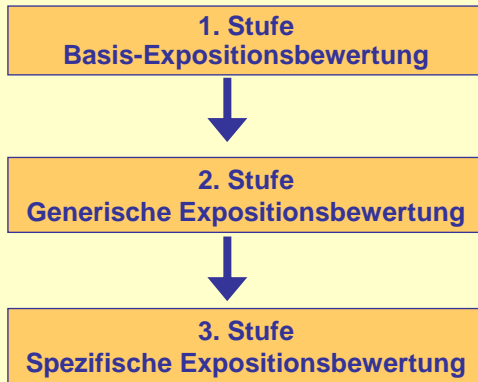 1. Stufe
Basis-Expositionsbewertung
2. Stufe
Generische Expositionsbewertung
3. Stufe
Spezifische Expositionsbewertung